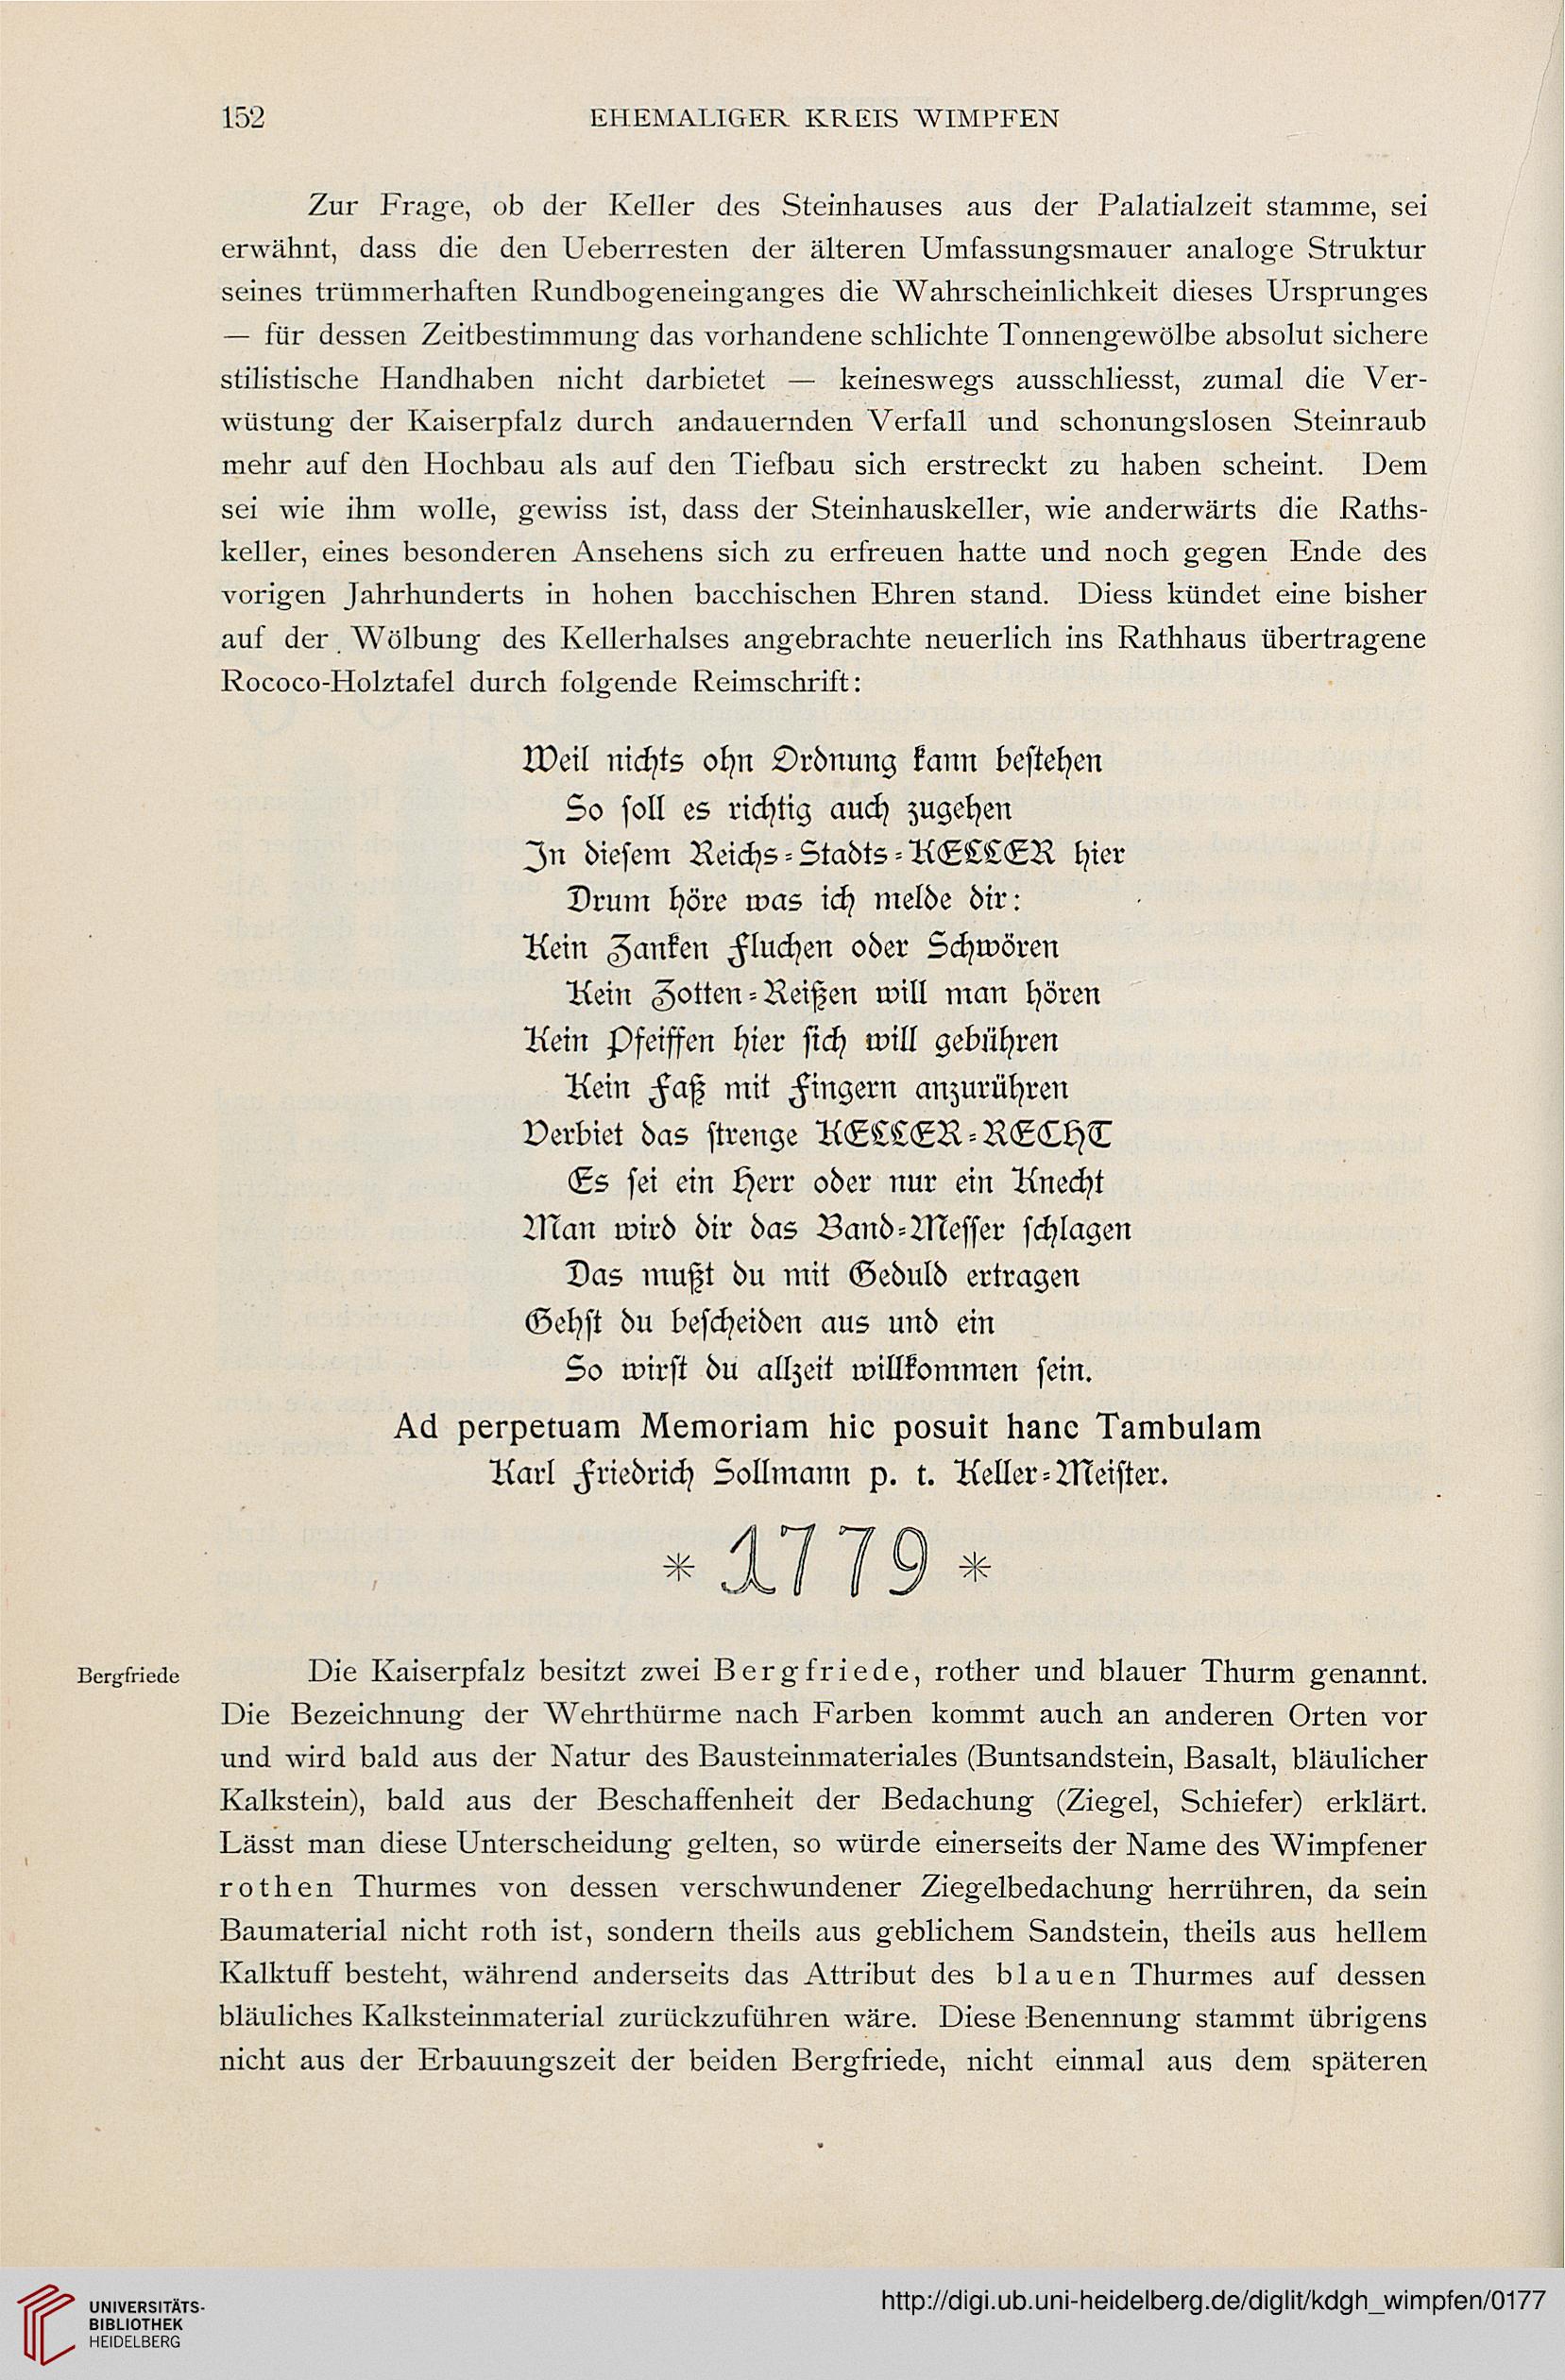 152
EHEMALIGER KREIS WIMPFEN
Zur Frage, ob der Keller des Steinhauses aus der Palatialzeit stamme, sei
erwähnt, dass die den Ueberresten der älteren Umfassungsmauer analoge Struktur
seines trümmerhaften Rundbogeneinganges die Wahrscheinlichkeit dieses Ursprunges
— für dessen Zeitbestimmung das vorhandene schlichte Tonnengewölbe absolut sichere
stilistische Handhaben nicht darbietet — keineswegs ausschliesst, zumal die Ver-
wüstung der Kaiserpfalz durch andauernden Verfall und schonungslosen Steinraub
mehr auf den Hochbau als auf den Tiefbau sich erstreckt zu haben scheint. Dem
sei wie ihm wolle, gewiss ist, dass der Steinhauskeller, wie anderwärts die Raths-
keller, eines besonderen Ansehens sich zu erfreuen hatte und noch gegen Ende des
vorigen Jahrhunderts in hohen bacchischen Ehren stand. Diess kündet eine bisher
auf der Wölbung des Kellerhalses angebrachte neuerlich ins Rathhaus übertragene
Rococo-Holztafel durch folgende Reimschrift:
Weil nichts ohn Ordnung kann beſtehen
So ſoll es richtig auch zugehen
In dieſem Reichs=Stadts=KELLER hier
Drum höre was ich melde dir:
Kein Zanken Fluchen oder Schwören
Kein Zotten=Reißen will man hören
Kein Pfeiffen hier ſich will gebühren
Kein Faß mit Fingern anzurühren
Verbiet das ſtrenge KELLER=RECHT
Es ſei ein Herr oder nur ein Knecht
Man wird dir das Band=Meſſer ſchlagen
Das mußt du mit Geduld ertragen
Gehſt du beſcheiden aus und ein
So wirſt du allzeit willkommen ſein.
Ad perpetuam Memoriam hic posuit hanc Tambulam
Karl Friedrich Sollmann p. t. Keller=Meiſter.
* 1779 *
Bergfriede
Die Kaiserpfalz besitzt zwei Bergfriede, rother und blauer Thurm genannt.
Die Bezeichnung der Wehrthürme nach Farben kommt auch an anderen Orten vor
und wird bald aus der Natur des Bausteinmateriales (Buntsandstein, Basalt, bläulicher
Kalkstein), bald aus der Beschaffenheit der Bedachung (Ziegel, Schiefer) erklärt.
Lässt man diese Unterscheidung gelten, so würde einerseits der Name des Wimpfener
rothen Thurmes von dessen verschwundener Ziegelbedachung herrühren, da sein
Baumaterial nicht roth ist, sondern theils aus geblichem Sandstein, theils aus hellem
Kalktuff besteht, während anderseits das Attribut des blauen Thurmes auf dessen
bläuliches Kalksteinmaterial zurückzuführen wäre. Diese Benennung stammt übrigens
nicht aus der Erbauungszeit der beiden Bergfriede, nicht einmal aus dem späteren
UNIVERSITÄTS-
BIBLIOTHEK
HEIDELBERG
http://digi.ub.uni-heidelberg.de/diglit/kdgh_wimpfen/0177